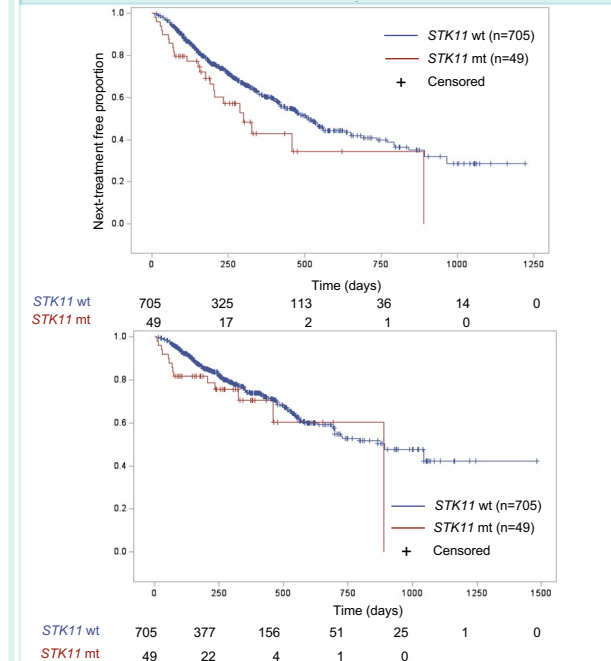 1.0
0.8
0.6
0.4
0.2
0.0
Next-treatment free proportion
STK11 wt (n=705)
STK11 mt (n=49)
+ Censored
0 250 500 750 1000 1250
Time (days)
STK11 wt 705 325 113 36 14 0
STK11 mt 49 17 2 1 0
1.0
0.8
0.6
0.4
0.2
0.0
STK11 wt (n=705)
STK11 mt (n=49)
+ Censored
0 250 500 750 1000 1250 1500
Time (days)
STK11 wt 705 377 156 51 25 1 0
STK11 mt 49 22 4 1 0